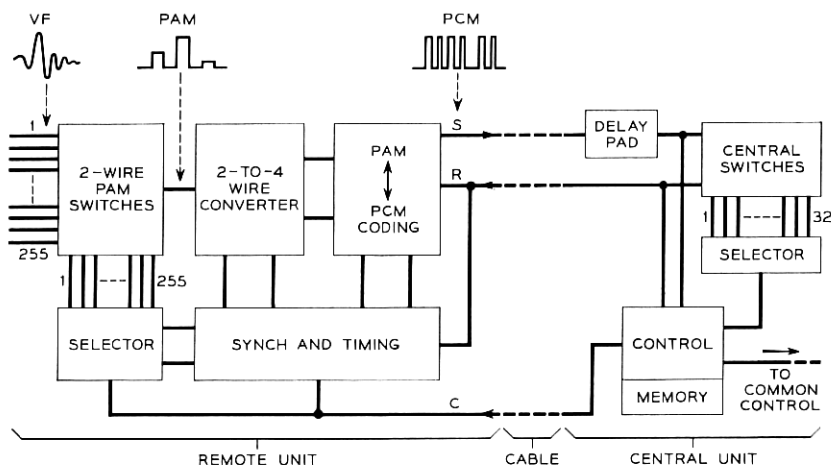 VF
PAM
PCM
1
255
2-WIRE
PAM
SWITCHES
2-TO-4
WIRE
CONVERTER
PAM
PCM
CODING
S
R
DELAY
PAD
CENTRAL
SWITCHES
1
32
SELECTOR
1
255
SELECTOR
SYNCH AND TIMING
CONTROL
MEMORY
TO
COMMON
CONTROL
C
REMOTE UNIT
CABLE
CENTRAL UNIT